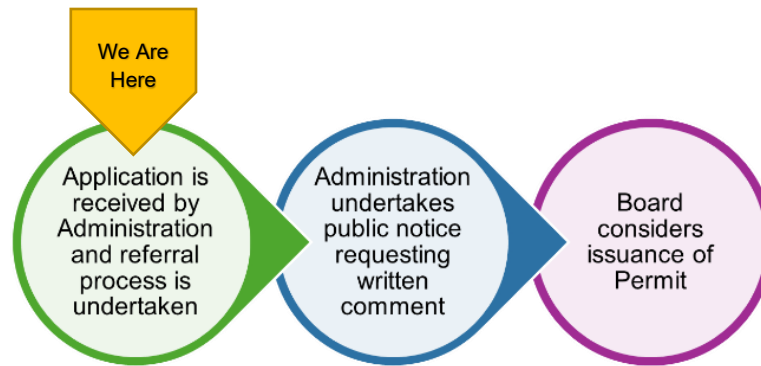 We Are
Here
Application is
received by
Administration
and referral
process is
undertaken
Administration
undertakes
public notice
requesting
written
comment
Board
considers
issuance of
Permit